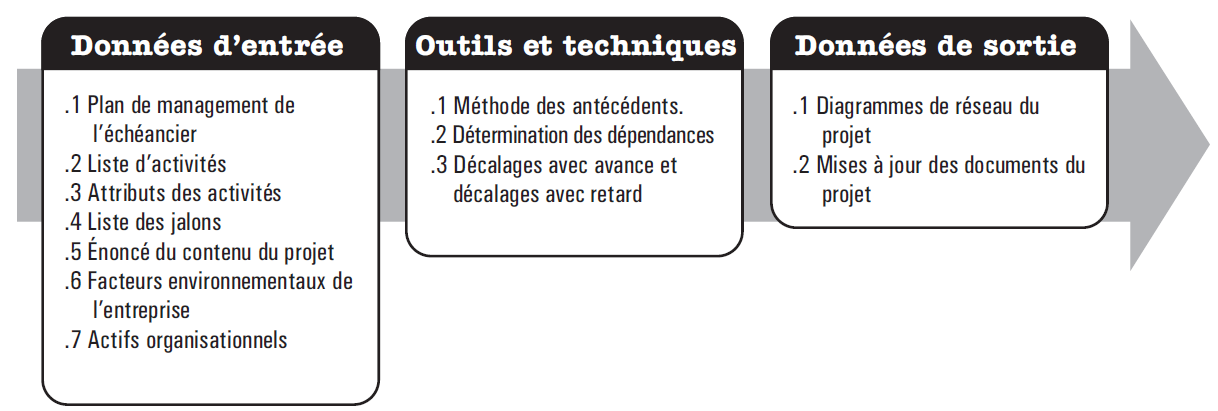 Données d'entrée
.1 Plan de management de
l'échéancier
.2 Liste d'activités
.3 Attributs des activités
.4 Liste des jalons
.5 Énoncé du contenu du projet
.6 Facteurs environnementaux de
l'entreprise
.7 Actifs organisationnels
Outils et techniques
.1 Méthode des antécédents.
.2 Détermination des dépendances
.3 Décalages avec avance et
décalages avec retard
Données de sortie
.1 Diagrammes de réseau du
projet
.2 Mises à jour des documents du
projet